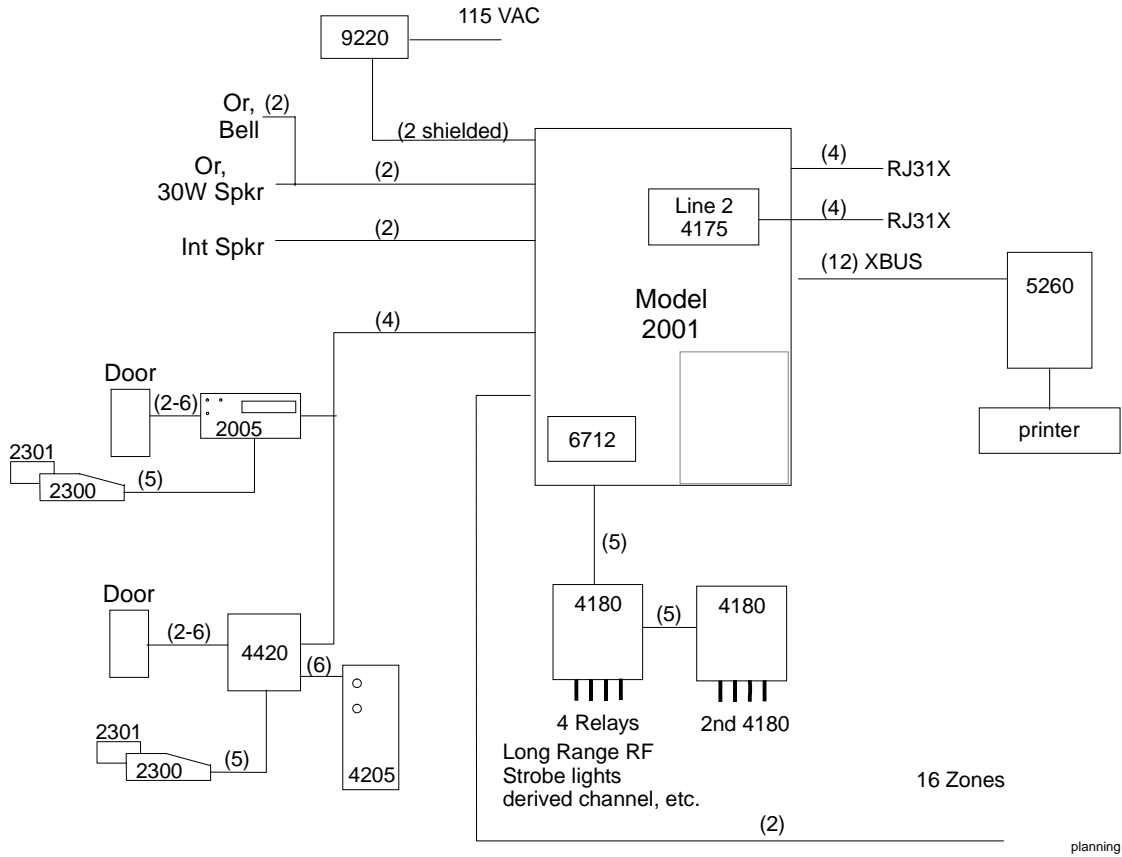 115 VAC
9220
Or,
Bell
(2)
(2 shielded)
Or,
30W Spkr
(2)
(4)
RJ31X
Line 2
4175
(4)
RJ31X
Int Spkr
(2)
(12) XBUS
5260
Model
2001
(4)
Door
(2-6)
2005
printer
6712
2301
2300
(5)
(5)
Door
4180
(5)
4180
(2-6)
4420
(6)
4 Relays
2nd 4180
2301
2300
(5)
4205
Long Range RF
Strobe lights
derived channel, etc.
16 Zones
(2)
planning